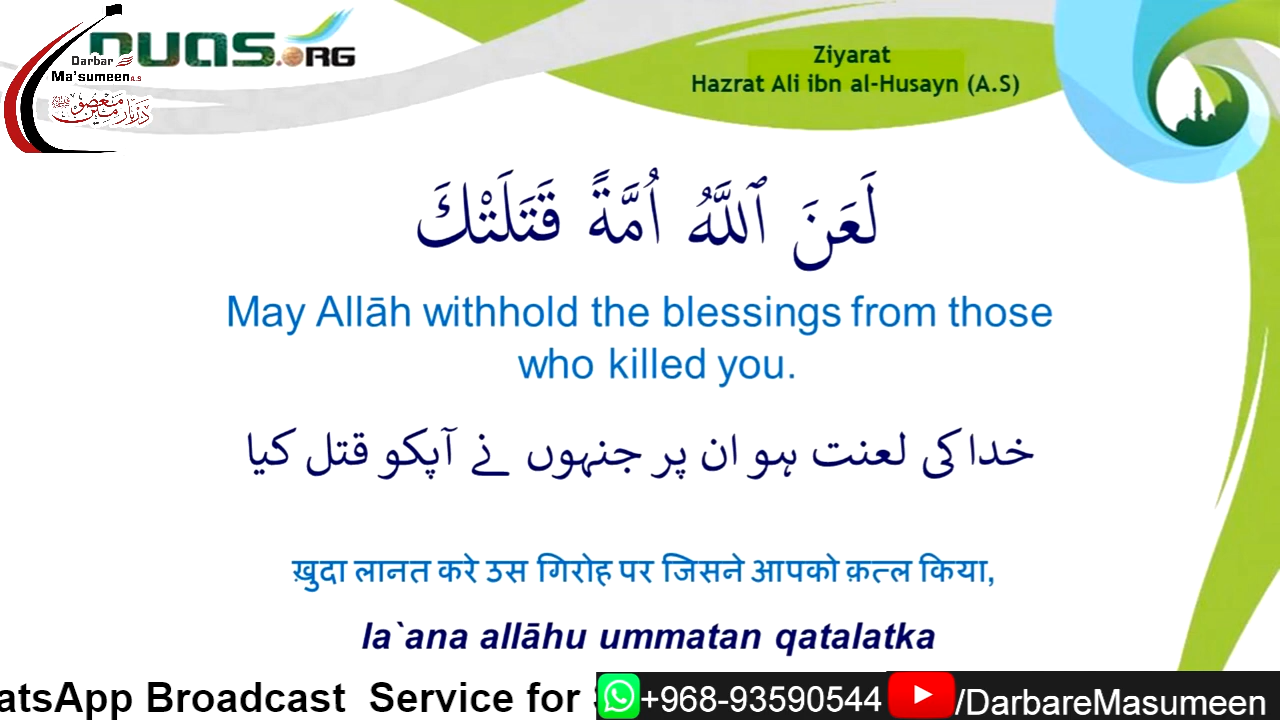 DUAS.ORG
Darbar
Ma'sumeen A.S
Ziyarat
Hazrat Ali ibn al-Husayn (A.S)
لَعَنَ ٱللَّهُ اُمَّةً قَتَلَتْكَ
May Allāh withhold the blessings from those
who killed you.
خدا کی لعنت ہو ان پر جنہوں نے آپکو قتل کیا
ख़ुदा लानत करे उस गिरोह पर जिसने आपको क़त्ल किया,
la`ana allāhu ummatan qatalatka
atsApp Broadcast Service for
+968-93590544
/DarbareMasumeen